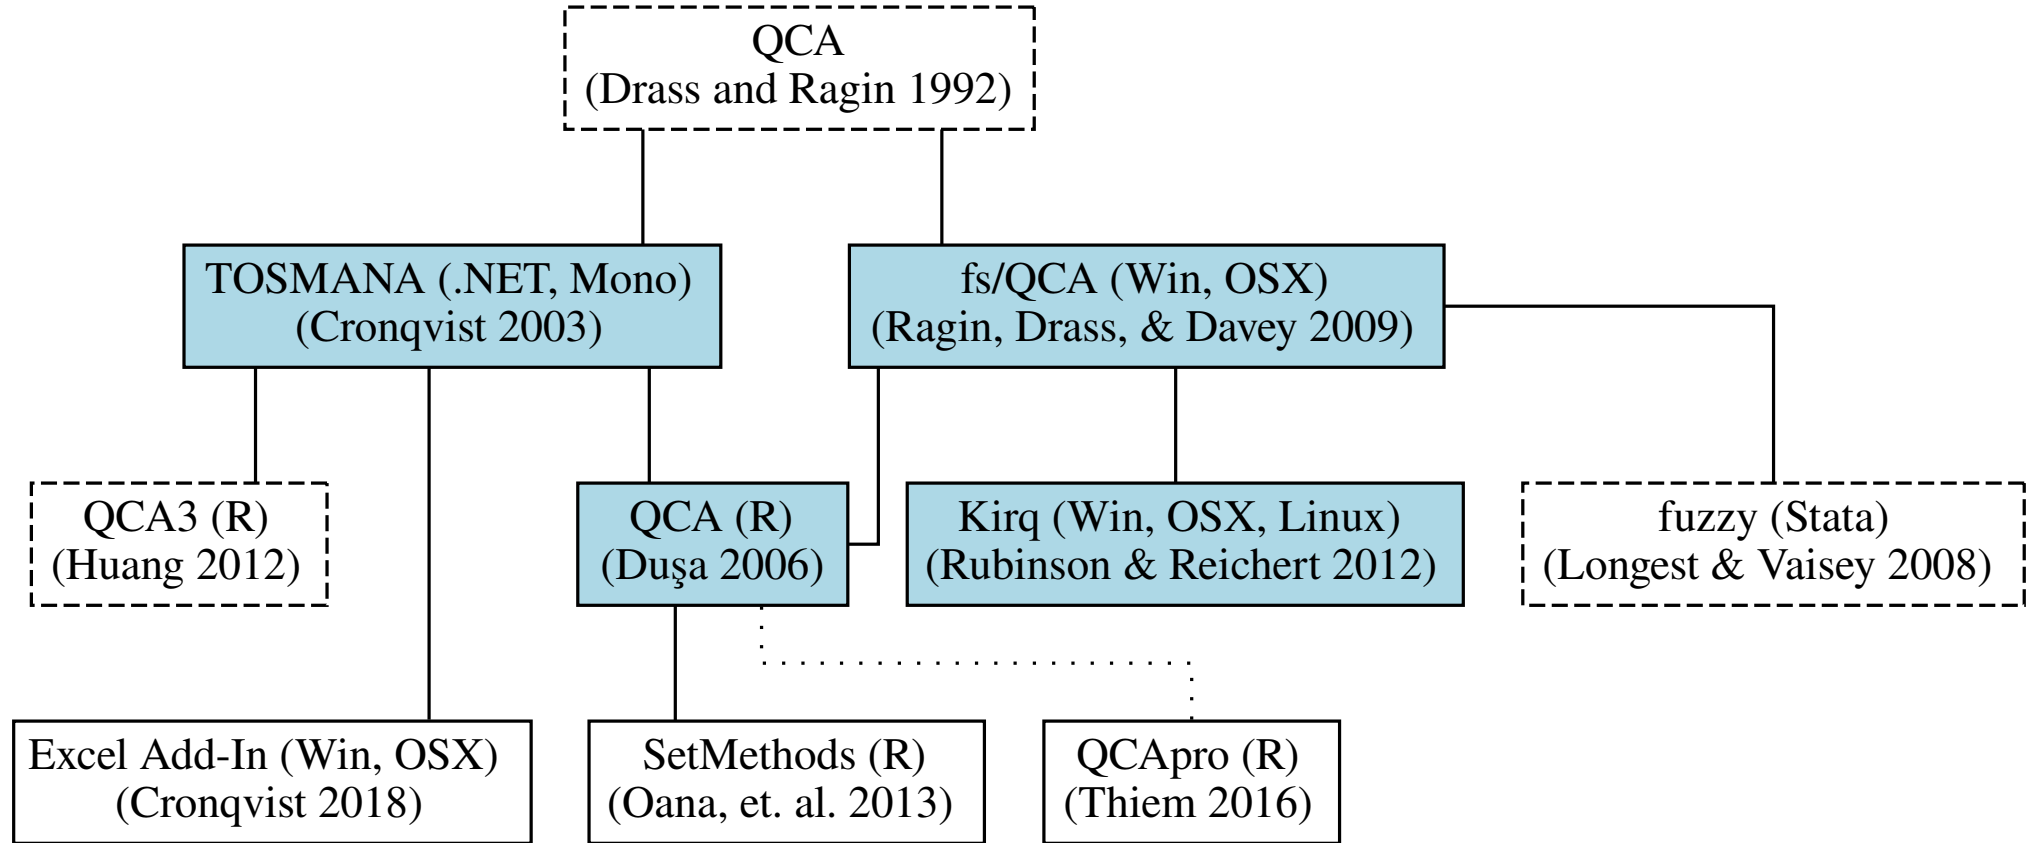 QCA
(Drass and Ragin 1992)
TOSMANA (.NET, Mono)
(Cronqvist 2003)
fs/QCA (Win, OSX)
(Ragin, Drass, & Davey 2009)
QCA3 (R)
(Huang 2012)
QCA (R)
(Duşa 2006)
Kirq (Win, OSX, Linux)
(Rubinson & Reichert 2012)
fuzzy (Stata)
(Longest & Vaisey 2008)
Excel Add-In (Win, OSX)
(Cronqvist 2018)
SetMethods (R)
(Oana, et. al. 2013)
QCApro (R)
(Thiem 2016)